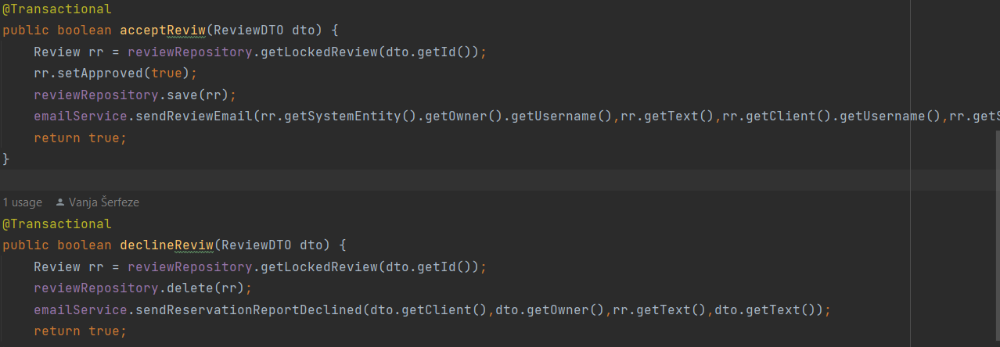 @Transactional
public boolean acceptReviw(ReviewDTO dto) {
Review rr = reviewRepository.getLockedReview(dto.getId());
rr.setApproved(true);
reviewRepository.save(rr);
emailService.sendReviewEmail(rr.getSystemEntity().getOwner().getUsername(),rr.getText(),rr.getClient().getUsername(),rr.getS
return true;
}
1 usage Vanja Šerfeze
@Transactional
public boolean declineReviw(ReviewDTO dto) {
Review rr = reviewRepository.getLockedReview(dto.getId());
reviewRepository.delete(rr);
emailService.sendReservationReportDeclined(dto.getClient(),dto.getOwner(),rr.getText(),dto.getText());
return true;